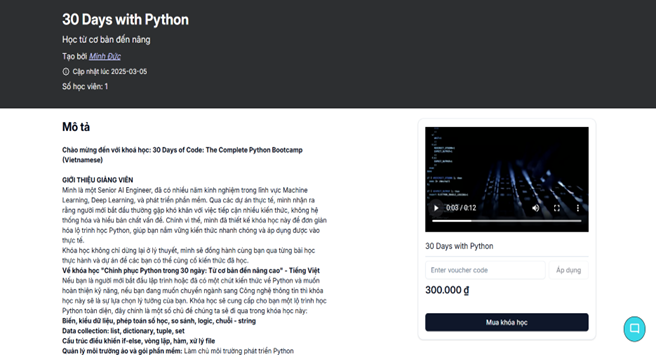 30 Days with Python
Học từ cơ bản đến nâng
Tạo bởi Minh Đức
Cập nhật lúc 2025-03-05
Số học viên: 1
Mô tả
Chào mừng đến với khoá học: 30 Days of Code: The Complete Python Bootcamp
(Vietnamese)
GIỚI THIỆU GIẢNG VIÊN
Mình là một Senior AI Engineer, đã có nhiều năm kinh nghiệm trong lĩnh vực Machine
Learning, Deep Learning, và phát triển phần mềm. Qua các dự án thực tế, mình nhận ra
rằng người mới bắt đầu thường gặp khó khăn với việc tiếp cận nhiều kiến thức, không hệ
thống hóa và hiểu bản chất vấn đề. Chính vì thế, mình đã thiết kế khóa học này để đơn giản
hóa lộ trình học Python, giúp bạn nắm vững kiến thức nhanh chóng và áp dụng được vào
thực tế.
Khóa học không chỉ dừng lại ở lý thuyết, mình sẽ đồng hành cùng bạn qua từng bài học
thực hành và dự án để các bạn có thể củng cố kiến thức đã học.
Về khóa học "Chinh phục Python trong 30 ngày: Từ cơ bản đến nâng cao" - Tiếng Việt
Nếu bạn là người mới bắt đầu lập trình hoặc đã có một chút kiến thức về Python và muốn
hoàn thiện kỹ năng, nếu bạn đang muốn chuyển ngành sang Công nghệ thông tin thì khóa
học này sẽ là sự lựa chọn lý tưởng của bạn. Khóa học sẽ cung cấp cho bạn một lộ trình học
Python toàn diện, đây chính là một số chủ đề chúng ta sẽ đi qua trong khóa học này:
Biến, kiểu dữ liệu, phép toán số học, so sánh, logic, chuỗi - string
Data collection: list, dictionary, tuple, set
Cấu trúc điều khiển if-else, vòng lặp, hàm, xử lý file
Quản lý môi trường ảo và gói phần mềm: Làm chủ môi trường phát triển Python
0:03 / 0:12
30 Days with Python
Enter voucher code Áp dụng
300.000 ₫
Mua khóa học